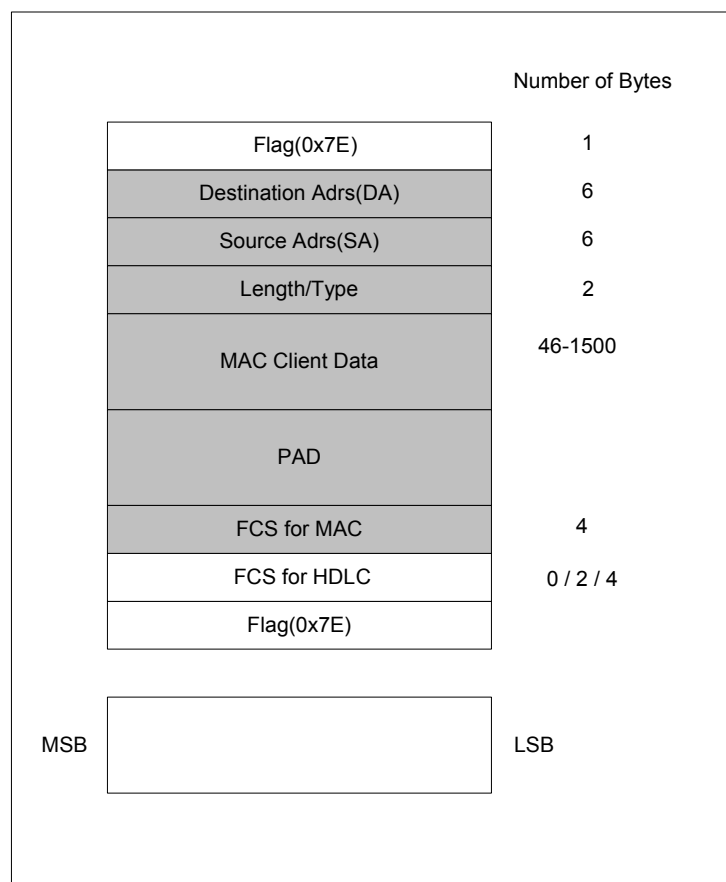 Number of Bytes
Flag(0x7E) 1
Destination Adrs(DA) 6
Source Adrs(SA) 6
Length/Type 2
MAC Client Data 46-1500
PAD
FCS for MAC 4
FCS for HDLC 0 / 2 / 4
Flag(0x7E)
MSB LSB